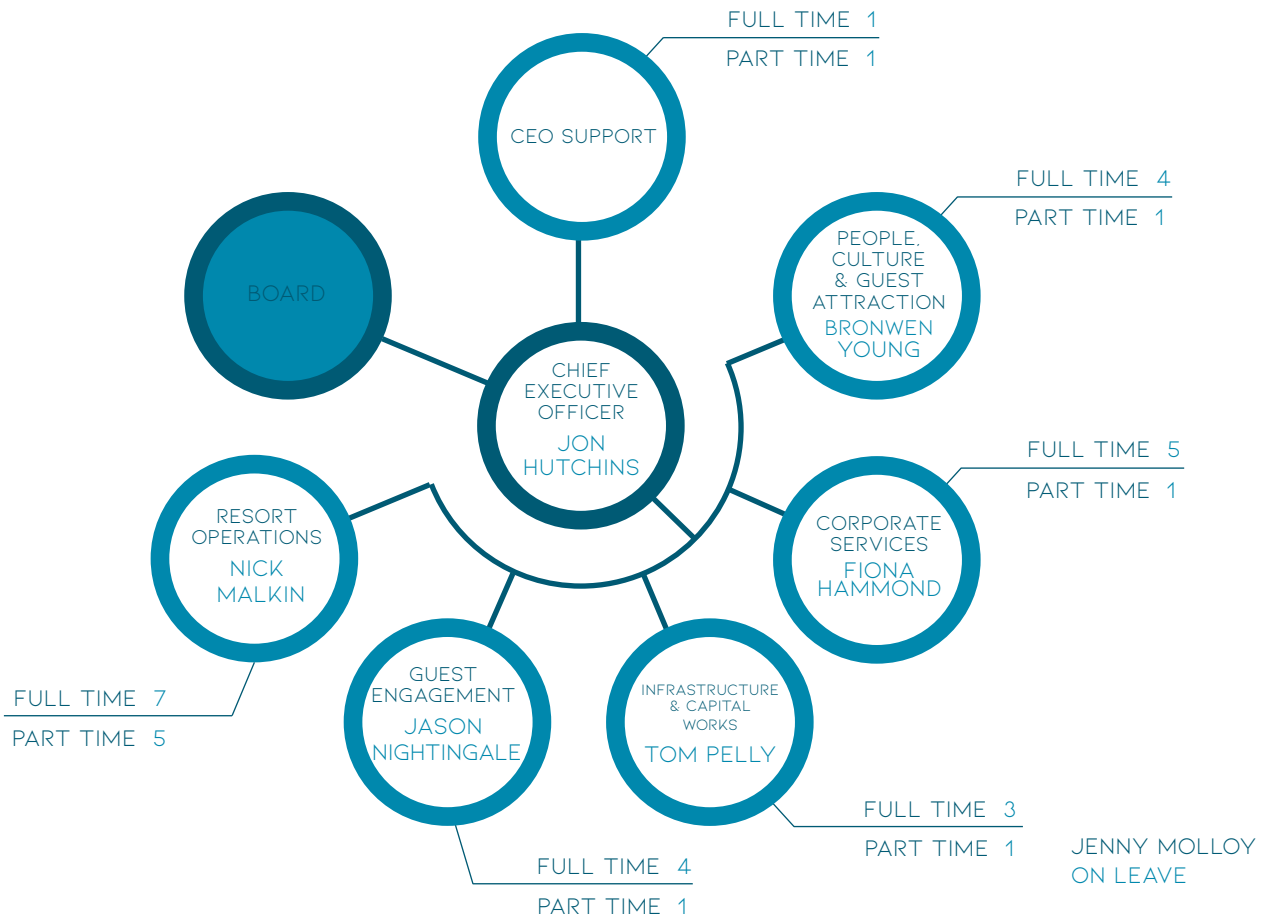 FULL TIME 1
PART TIME 1
CEO SUPPORT
FULL TIME 4
PART TIME 1
PEOPLE,
CULTURE
& GUEST
ATTRACTION
BRONWEN
YOUNG
BOARD
CHIEF
EXECUTIVE
OFFICER
JON
HUTCHINS
FULL TIME 5
PART TIME 1
CORPORATE
SERVICES
FIONA
HAMMOND
RESORT
OPERATIONS
NICK
MALKIN
FULL TIME 7
PART TIME 5
GUEST
ENGAGEMENT
JASON
NIGHTINGALE
FULL TIME 4
PART TIME 1
INFRASTRUCTURE
& CAPITAL
WORKS
TOM PELLY
FULL TIME 3
PART TIME 1
JENNY MOLLOY
ON LEAVE